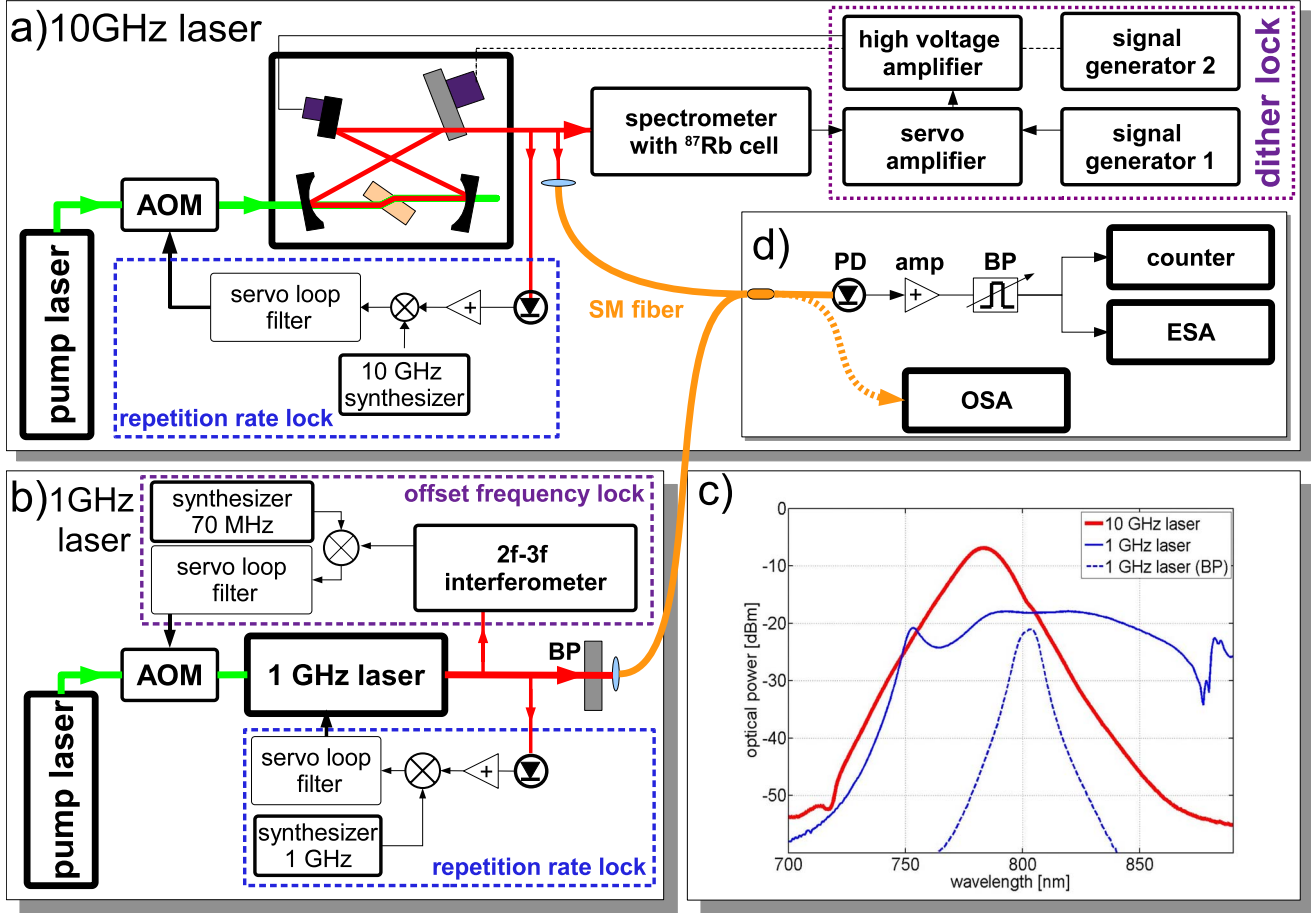 a)10GHz laser
pump laser
AOM
spectrometer
with ⁸⁷Rb cell
high voltage
amplifier
signal
generator 2
servo
amplifier
signal
generator 1
dither lock
servo loop
filter
+
10 GHz
synthesizer
repetition rate lock
SM fiber
d)
PD
amp
BP
+
counter
ESA
OSA
b)1GHz
laser
offset frequency lock
synthesizer
70 MHz
servo loop
filter
2f-3f
interferometer
pump laser
AOM
1 GHz laser
BP
servo loop
filter
+
synthesizer
1 GHz
repetition rate lock
c)
10 GHz laser
1 GHz laser
1 GHz laser (BP)
optical power [dBm]
0
-10
-20
-30
-40
-50
700
750
800
850
wavelength [nm]